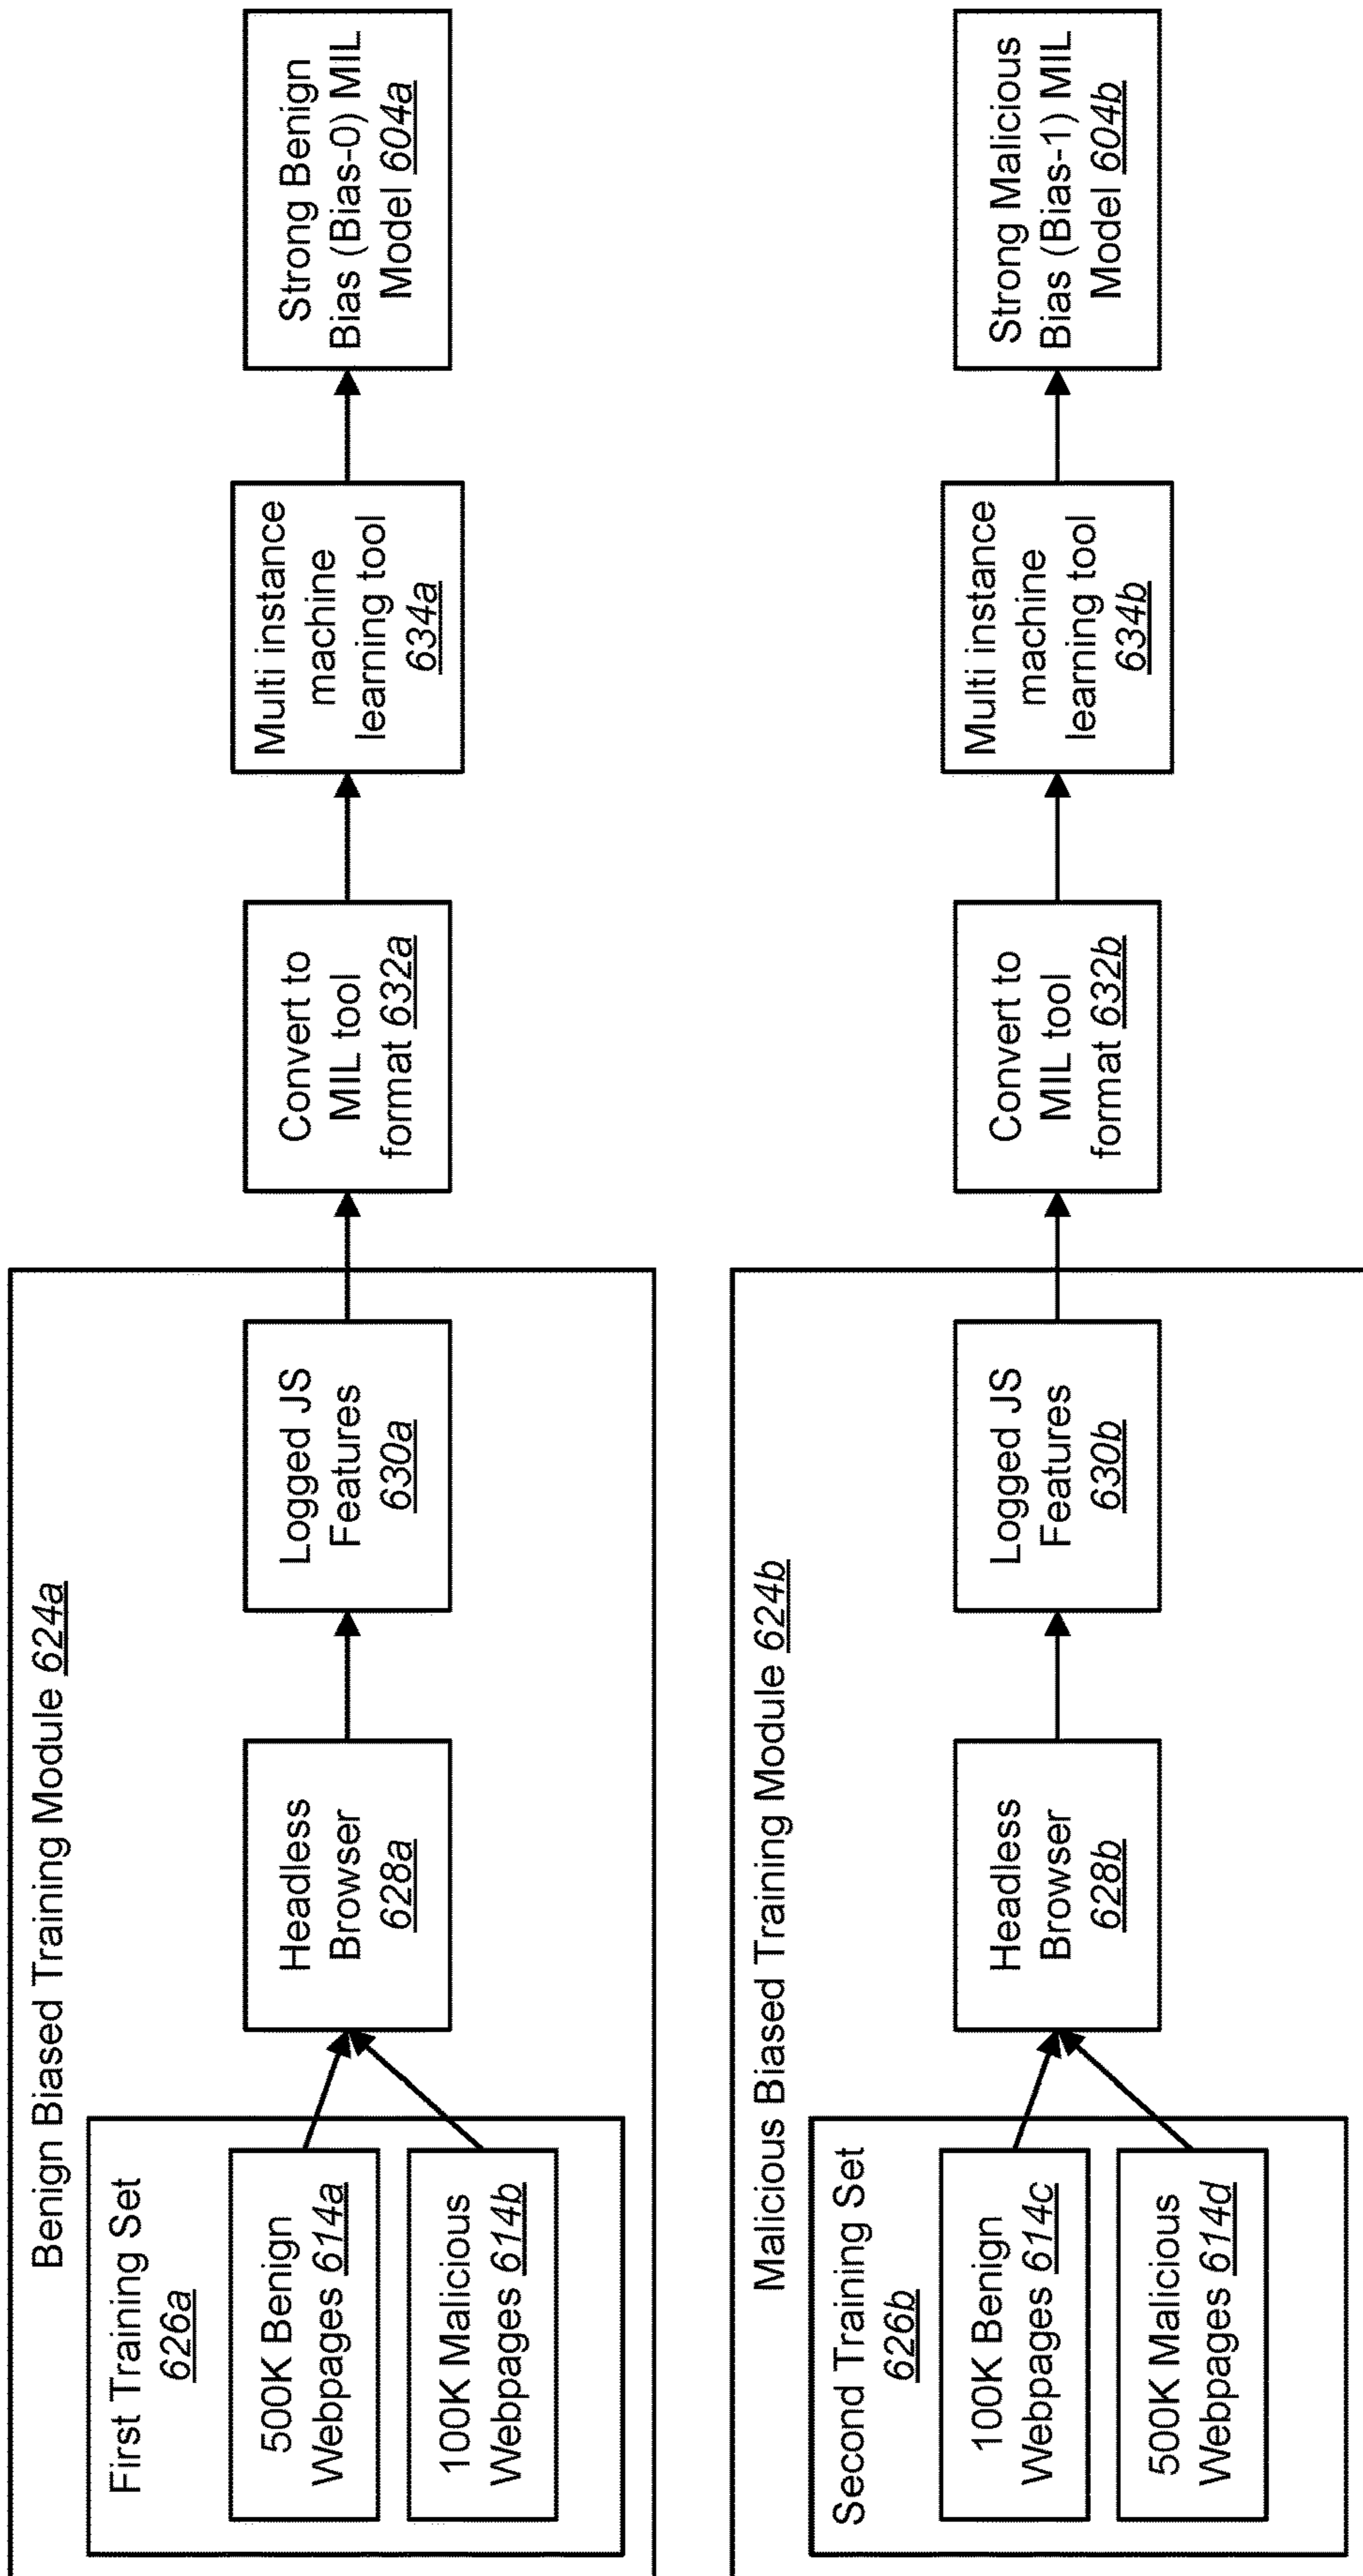 Benign Biased Training Module 624a
First Training Set
626a
500K Benign
Webpages 614a
100K Malicious
Webpages 614b
Headless
Browser
628a
Logged JS
Features
630a
Convert to
MIL tool
format 632a
Multi instance
machine
learning tool
634a
Strong Benign
Bias (Bias-0) MIL
Model 604a
Malicious Biased Training Module 624b
Second Training Set
626b
100K Benign
Webpages 614c
500K Malicious
Webpages 614d
Headless
Browser
628b
Logged JS
Features
630b
Convert to
MIL tool
format 632b
Multi instance
machine
learning tool
634b
Strong Malicious
Bias (Bias-1) MIL
Model 604b